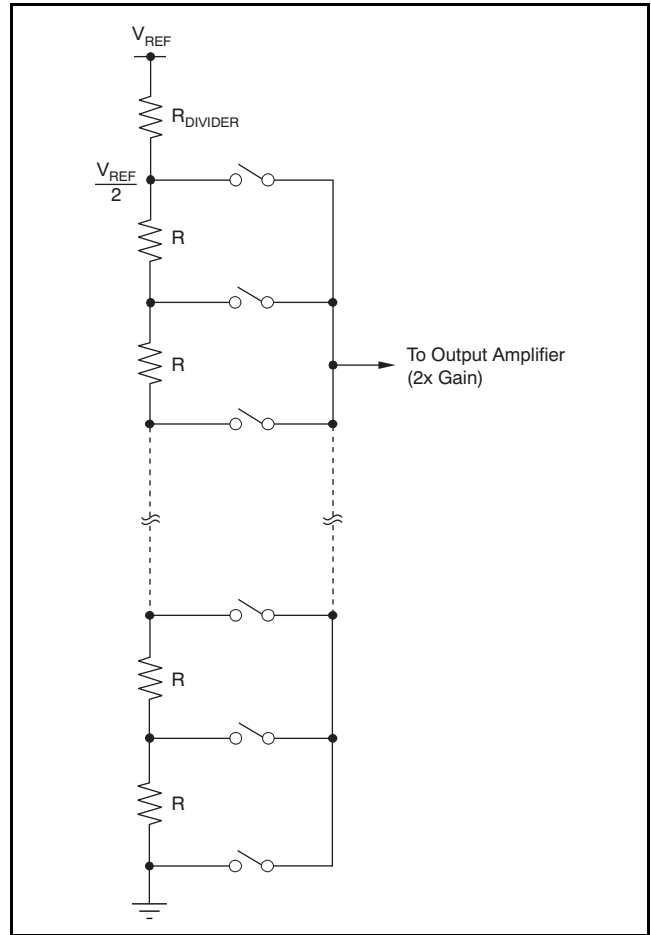 VREF
RDIVIDER
VREF
2
R
R
To Output Amplifier
(2x Gain)
R
R